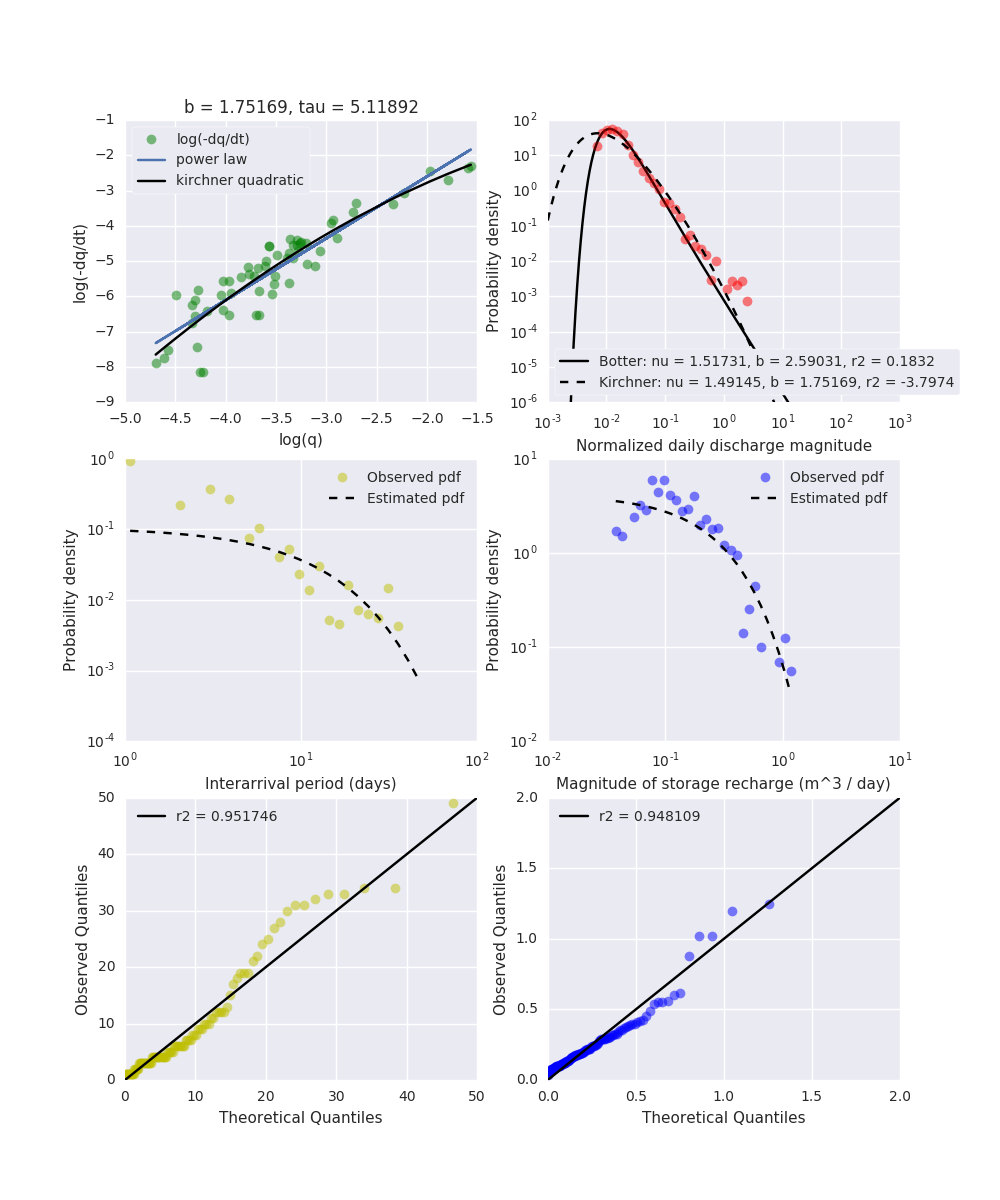 b = 1.75169, tau = 5.11892
log(-dq/dt)
−1
−2
−3
−4
−5
−6
−7
−8
−9
log(-dq/dt)
power law
kirchner quadratic
−5.0 −4.5 −4.0 −3.5 −3.0 −2.5 −2.0 −1.5
log(q)
Probability density
10^2
10^1
10^0
10^-1
10^-2
10^-3
10^-4
10^-5
10^-6
Botter: nu = 1.51731, b = 2.59031, r2 = 0.1832
Kirchner: nu = 1.49145, b = 1.75169, r2 = -3.7974
10^-3 10^-2 10^-1 10^0 10^1 10^2 10^3
Normalized daily discharge magnitude
Probability density
10^0
10^-1
10^-2
10^-3
10^-4
Observed pdf
Estimated pdf
10^0 10^1 10^2
Interarrival period (days)
Probability density
10^1
10^0
10^-1
10^-2
Observed pdf
Estimated pdf
10^-2 10^-1 10^0 10^1
Magnitude of storage recharge (m^3 / day)
Observed Quantiles
50
40
30
20
10
0
r2 = 0.951746
0 10 20 30 40 50
Theoretical Quantiles
Observed Quantiles
2.0
1.5
1.0
0.5
0.0
r2 = 0.948109
0.0 0.5 1.0 1.5 2.0
Theoretical Quantiles